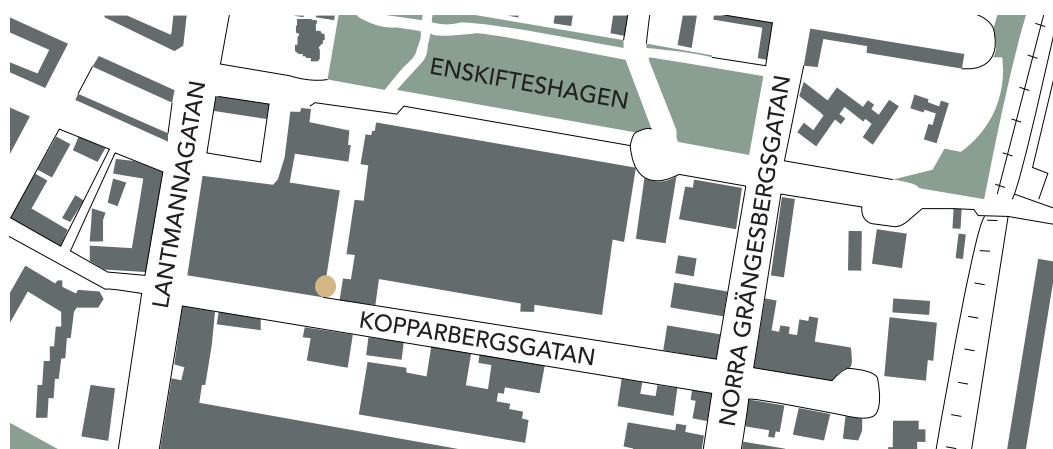 ENSKIFTESHAGEN
LANTMANNAGATAN
NORRA GRÄNGESBERGSGATAN
KOPPARBERGSGATAN